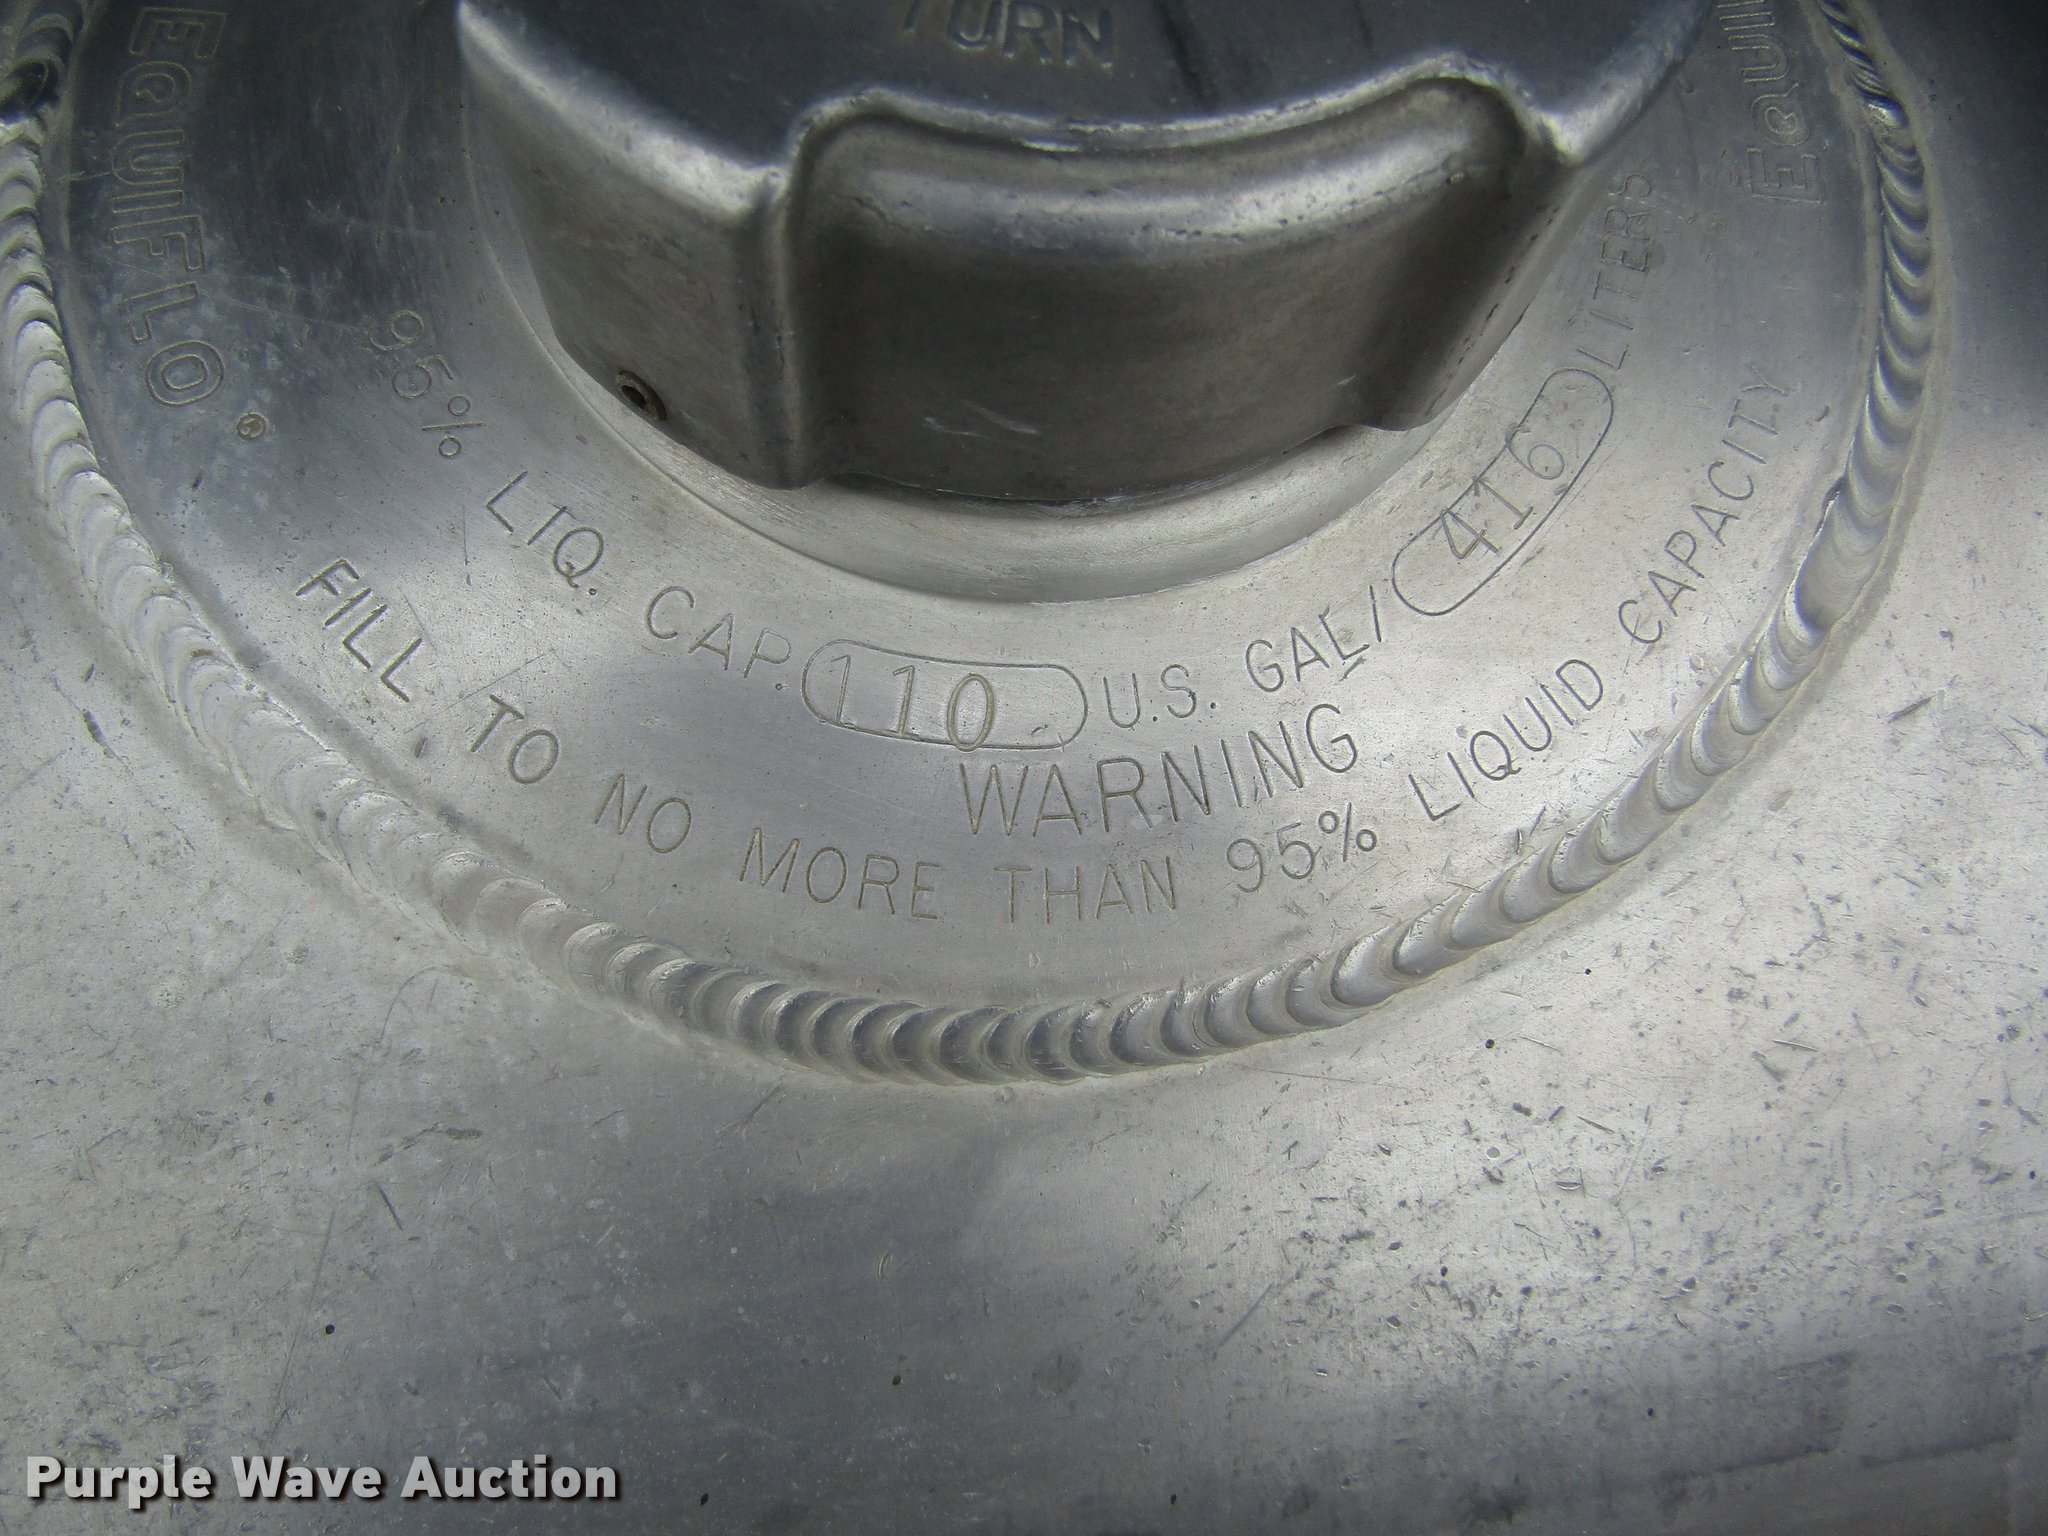 TURN
EQUIFLO
EQUI
95% LIQ. CAP. 110 U.S. GAL/ 416 LITERS
WARNING
FILL TO NO MORE THAN 95% LIQUID CAPACITY
Purple Wave Auction